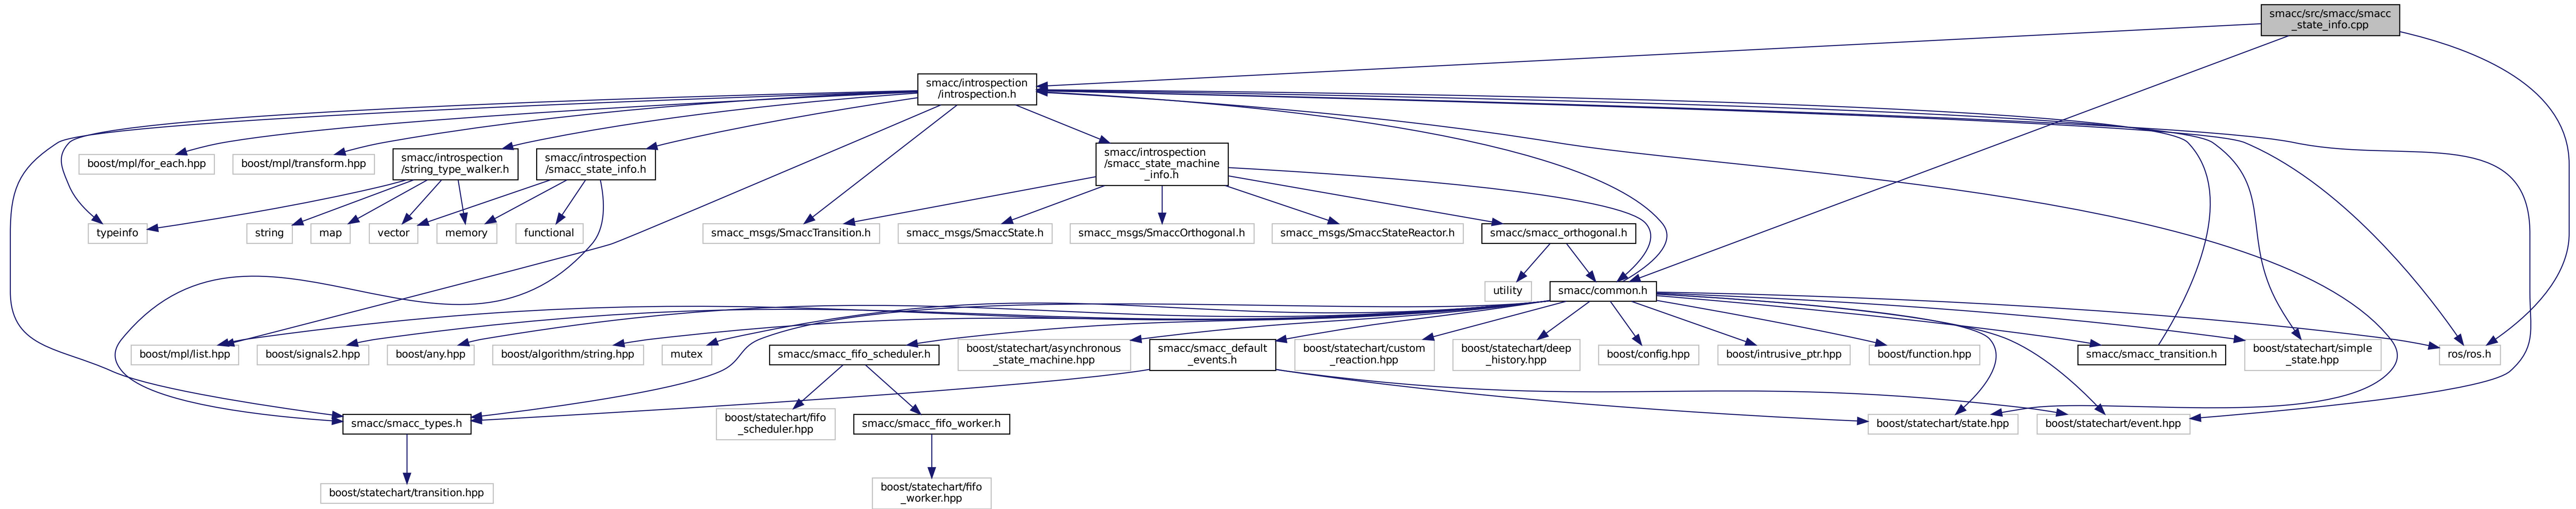 smacc/src/smacc/smacc
_state_info.cpp
smacc/introspection
/introspection.h
boost/mpl/for_each.hpp
boost/mpl/transform.hpp
smacc/introspection
/string_type_walker.h
smacc/introspection
/smacc_state_info.h
smacc/introspection
/smacc_state_machine
_info.h
typeinfo
string
map
vector
memory
functional
smacc_msgs/SmaccTransition.h
smacc_msgs/SmaccState.h
smacc_msgs/SmaccOrthogonal.h
smacc_msgs/SmaccStateReactor.h
smacc/smacc_orthogonal.h
utility
smacc/common.h
boost/mpl/list.hpp
boost/signals2.hpp
boost/any.hpp
boost/algorithm/string.hpp
mutex
smacc/smacc_fifo_scheduler.h
boost/statechart/asynchronous
_state_machine.hpp
smacc/smacc_default
_events.h
boost/statechart/custom
_reaction.hpp
boost/statechart/deep
_history.hpp
boost/config.hpp
boost/intrusive_ptr.hpp
boost/function.hpp
smacc/smacc_transition.h
boost/statechart/simple
_state.hpp
ros/ros.h
smacc/smacc_types.h
boost/statechart/fifo
_scheduler.hpp
smacc/smacc_fifo_worker.h
boost/statechart/state.hpp
boost/statechart/event.hpp
boost/statechart/transition.hpp
boost/statechart/fifo
_worker.hpp